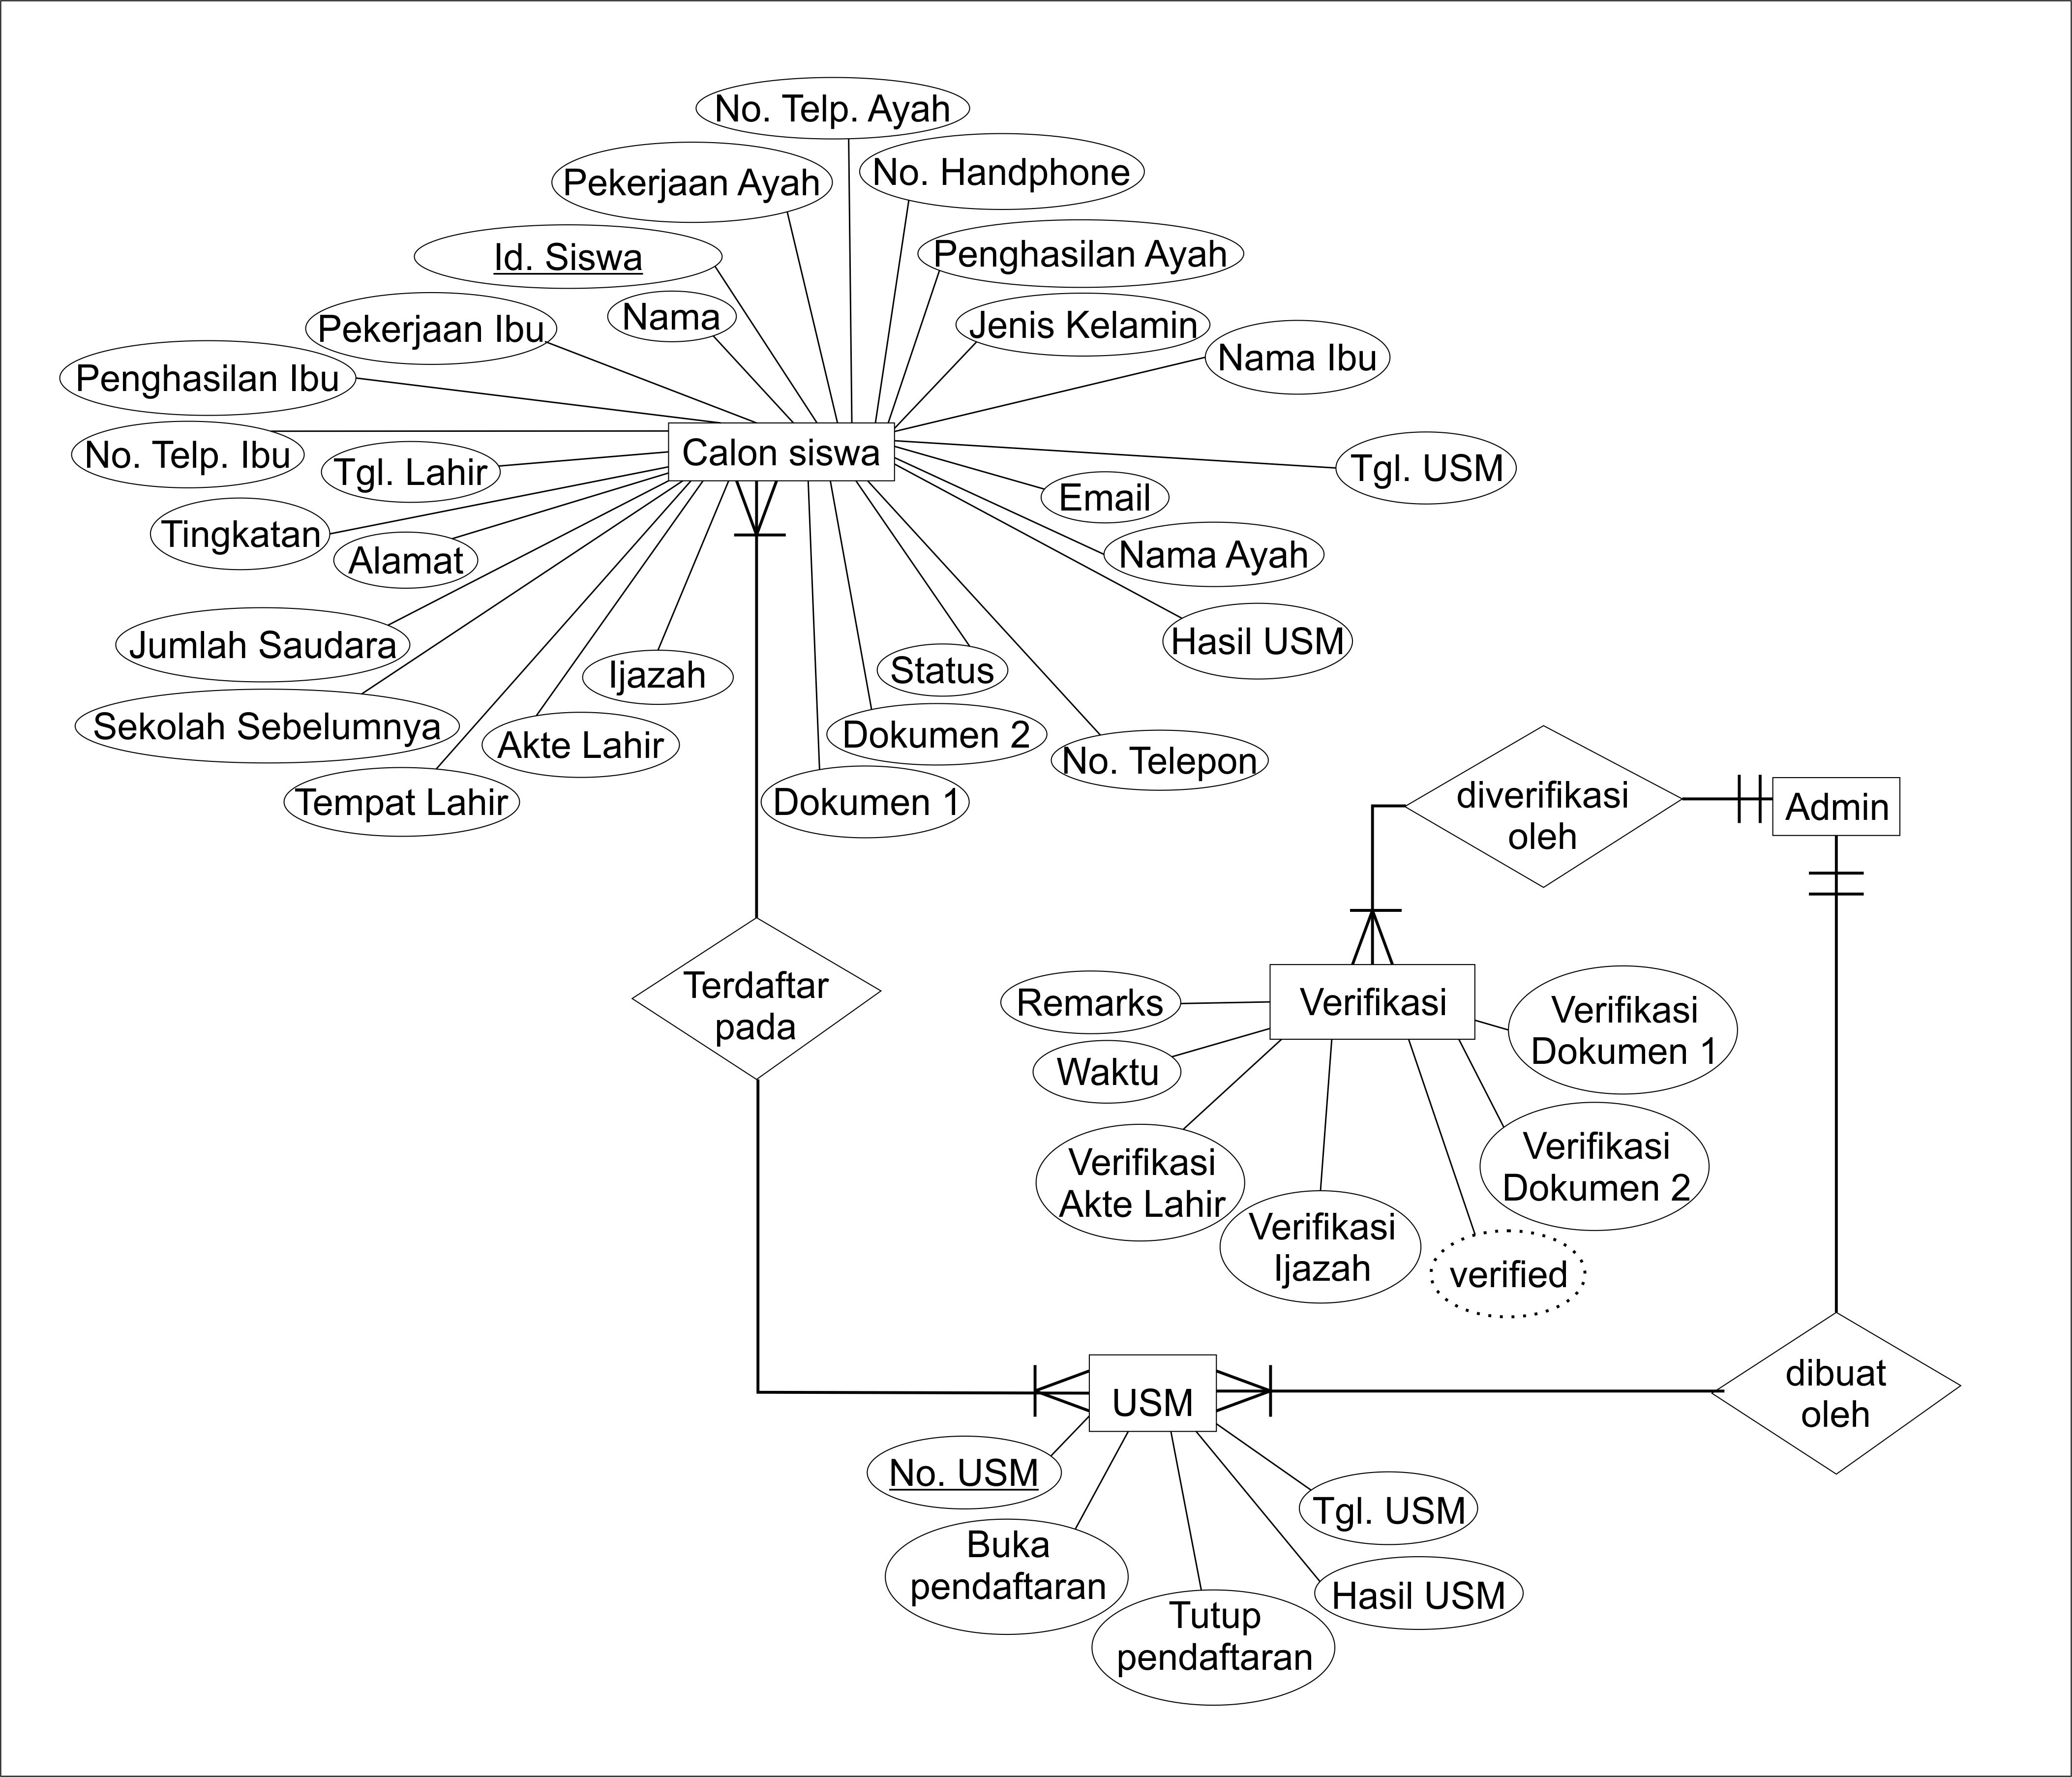 No. Telp. Ayah
No. Handphone
Pekerjaan Ayah
Penghasilan Ayah
Id. Siswa
Nama
Jenis Kelamin
Pekerjaan Ibu
Nama Ibu
Penghasilan Ibu
No. Telp. Ibu
Calon siswa
Tgl. USM
Tgl. Lahir
Email
Tingkatan
Alamat
Nama Ayah
Jumlah Saudara
Hasil USM
Ijazah
Status
Sekolah Sebelumnya
Akte Lahir
Dokumen 2
No. Telepon
Tempat Lahir
Dokumen 1
diverifikasi
oleh
Admin
Terdaftar
pada
Remarks
Verifikasi
Verifikasi
Dokumen 1
Waktu
Verifikasi
Akte Lahir
Verifikasi
Dokumen 2
Verifikasi
Ijazah
verified
USM
dibuat
oleh
No. USM
Tgl. USM
Buka
pendaftaran
Hasil USM
Tutup
pendaftaran